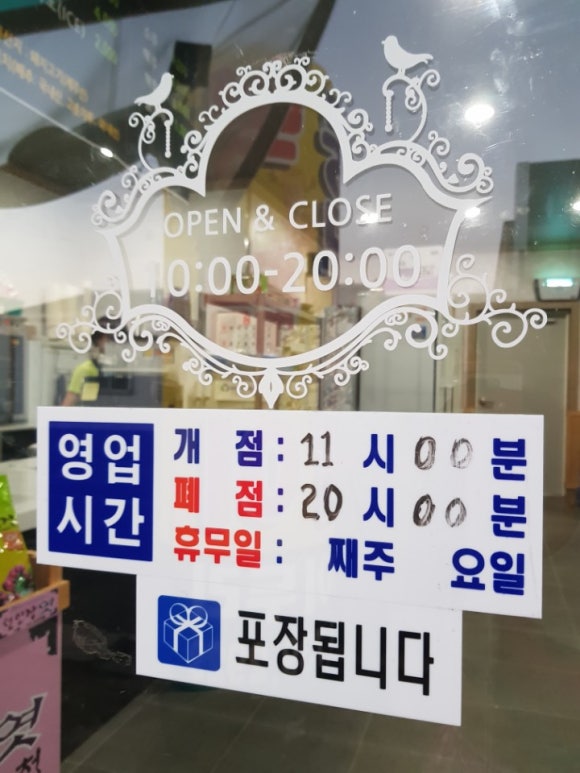 OPEN & CLOSE
10:00-20:00
영업시간
개 점: 11 시 00 분
폐 점: 20 시 00 분
휴무일: 째주 요일
포장됩니다
엿